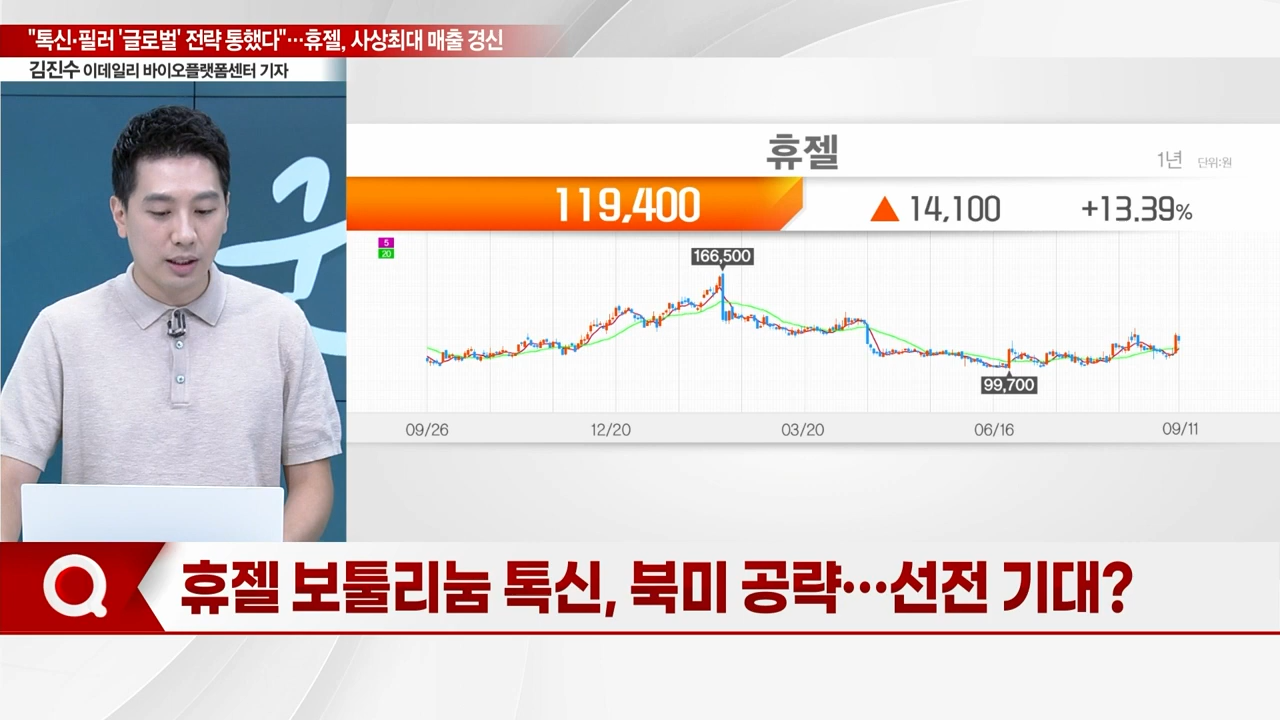 "톡신·필러 '글로벌' 전략 통했다"…휴젤, 사상최대 매출 경신
김진수 이데일리 바이오플랫폼센터 기자
휴젤
1년 단위:원
119,400 ▲ 14,100 +13.39%
5
20
166,500
99,700
09/26 12/20 03/20 06/16 09/11
Q 휴젤 보툴리눔 톡신, 북미 공략…선전 기대?